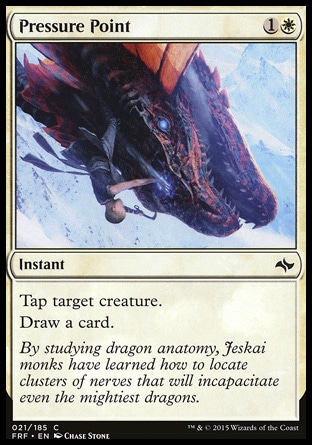 Pressure Point 1
Instant
Tap target creature.
Draw a card.
By studying dragon anatomy, Jeskai
monks have learned how to locate
clusters of nerves that will incapacitate
even the mightiest dragons.
021/185 C
FRF • EN Chase Stone
™ & © 2015 Wizards of the Coast